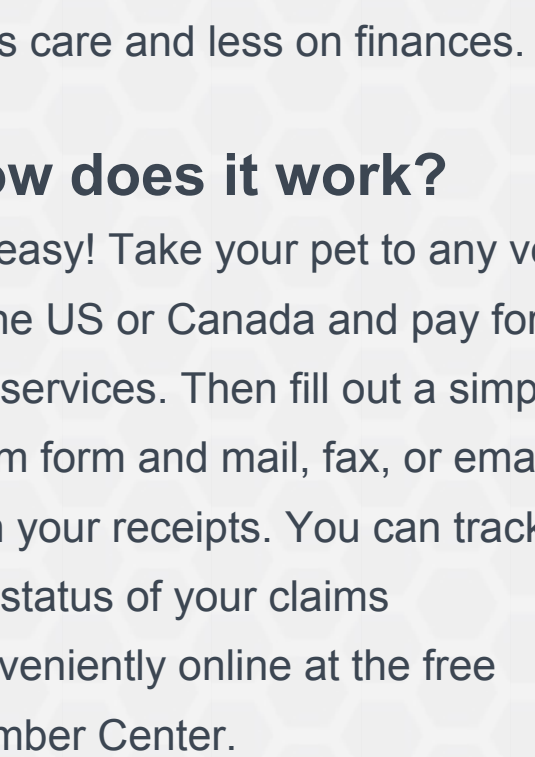 s care and less on finances.
ow does it work?
easy! Take your pet to any v
ne US or Canada and pay for
services. Then fill out a simp
m form and mail, fax, or ema
n your receipts. You can track
status of your claims
veniently online at the free
mber Center.